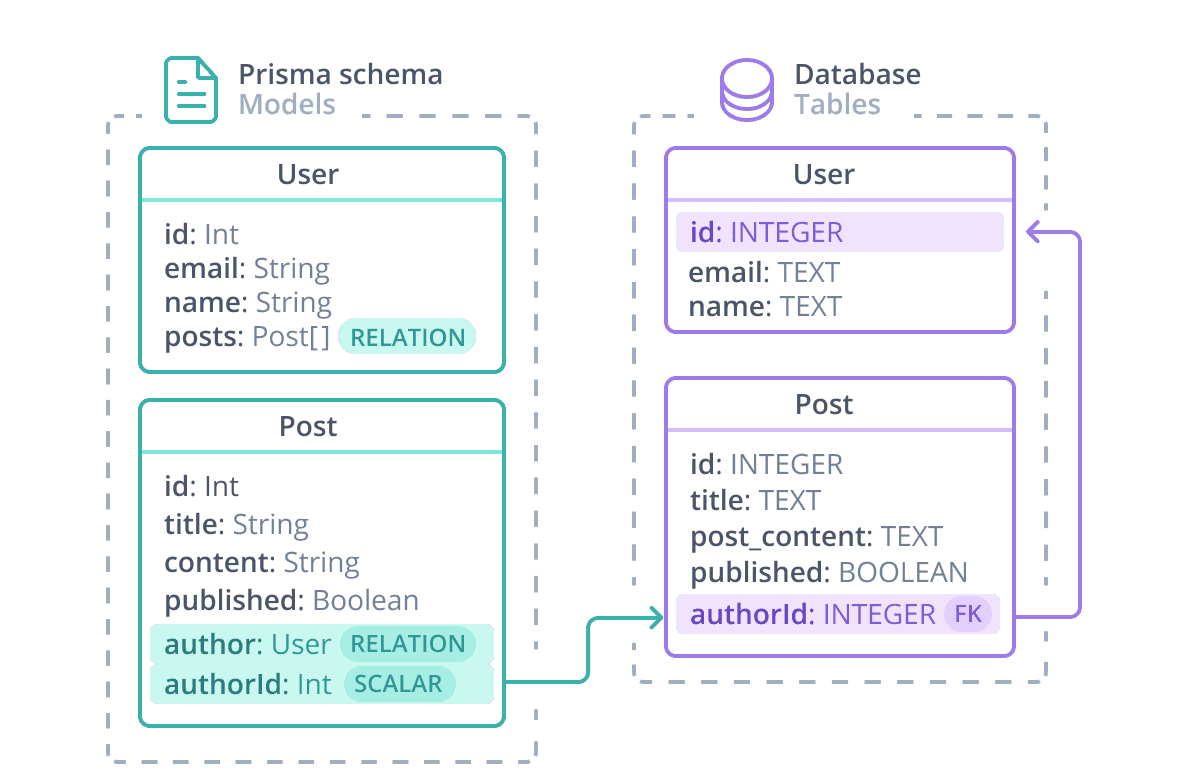 Prisma schema
Models
User
id: Int
email: String
name: String
posts: Post[] RELATION
Post
id: Int
title: String
content: String
published: Boolean
author: User RELATION
authorId: Int SCALAR
Database
Tables
User
id: INTEGER
email: TEXT
name: TEXT
Post
id: INTEGER
title: TEXT
post_content: TEXT
published: BOOLEAN
authorId: INTEGER FK